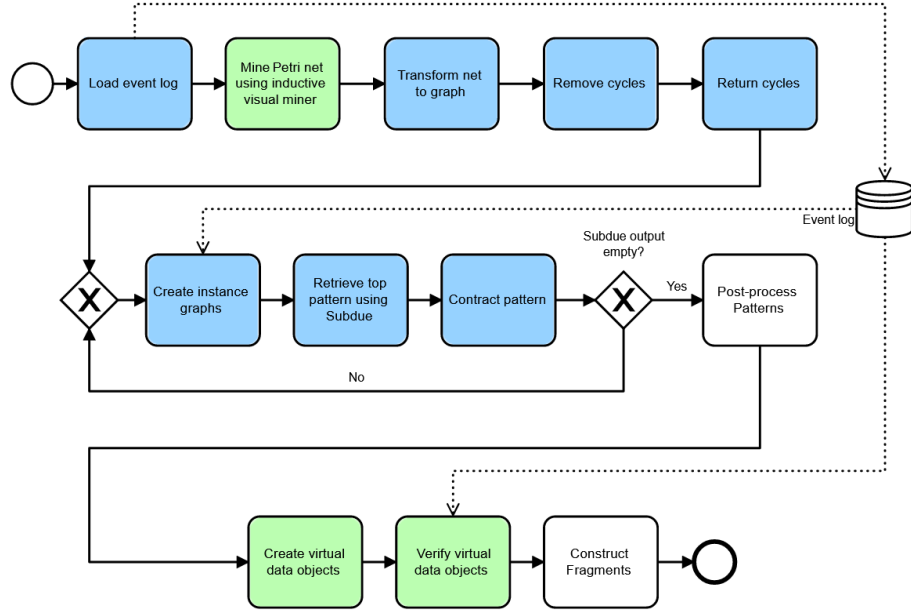 Load event log
Mine Petri net
using inductive
visual miner
Transform net
to graph
Remove cycles
Return cycles
Event log
Subdue output
empty?
X
Create instance
graphs
Retrieve top
pattern using
Subdue
Contract pattern
X
Yes
Post-process
Patterns
No
Create virtual
data objects
Verify virtual
data objects
Construct
Fragments